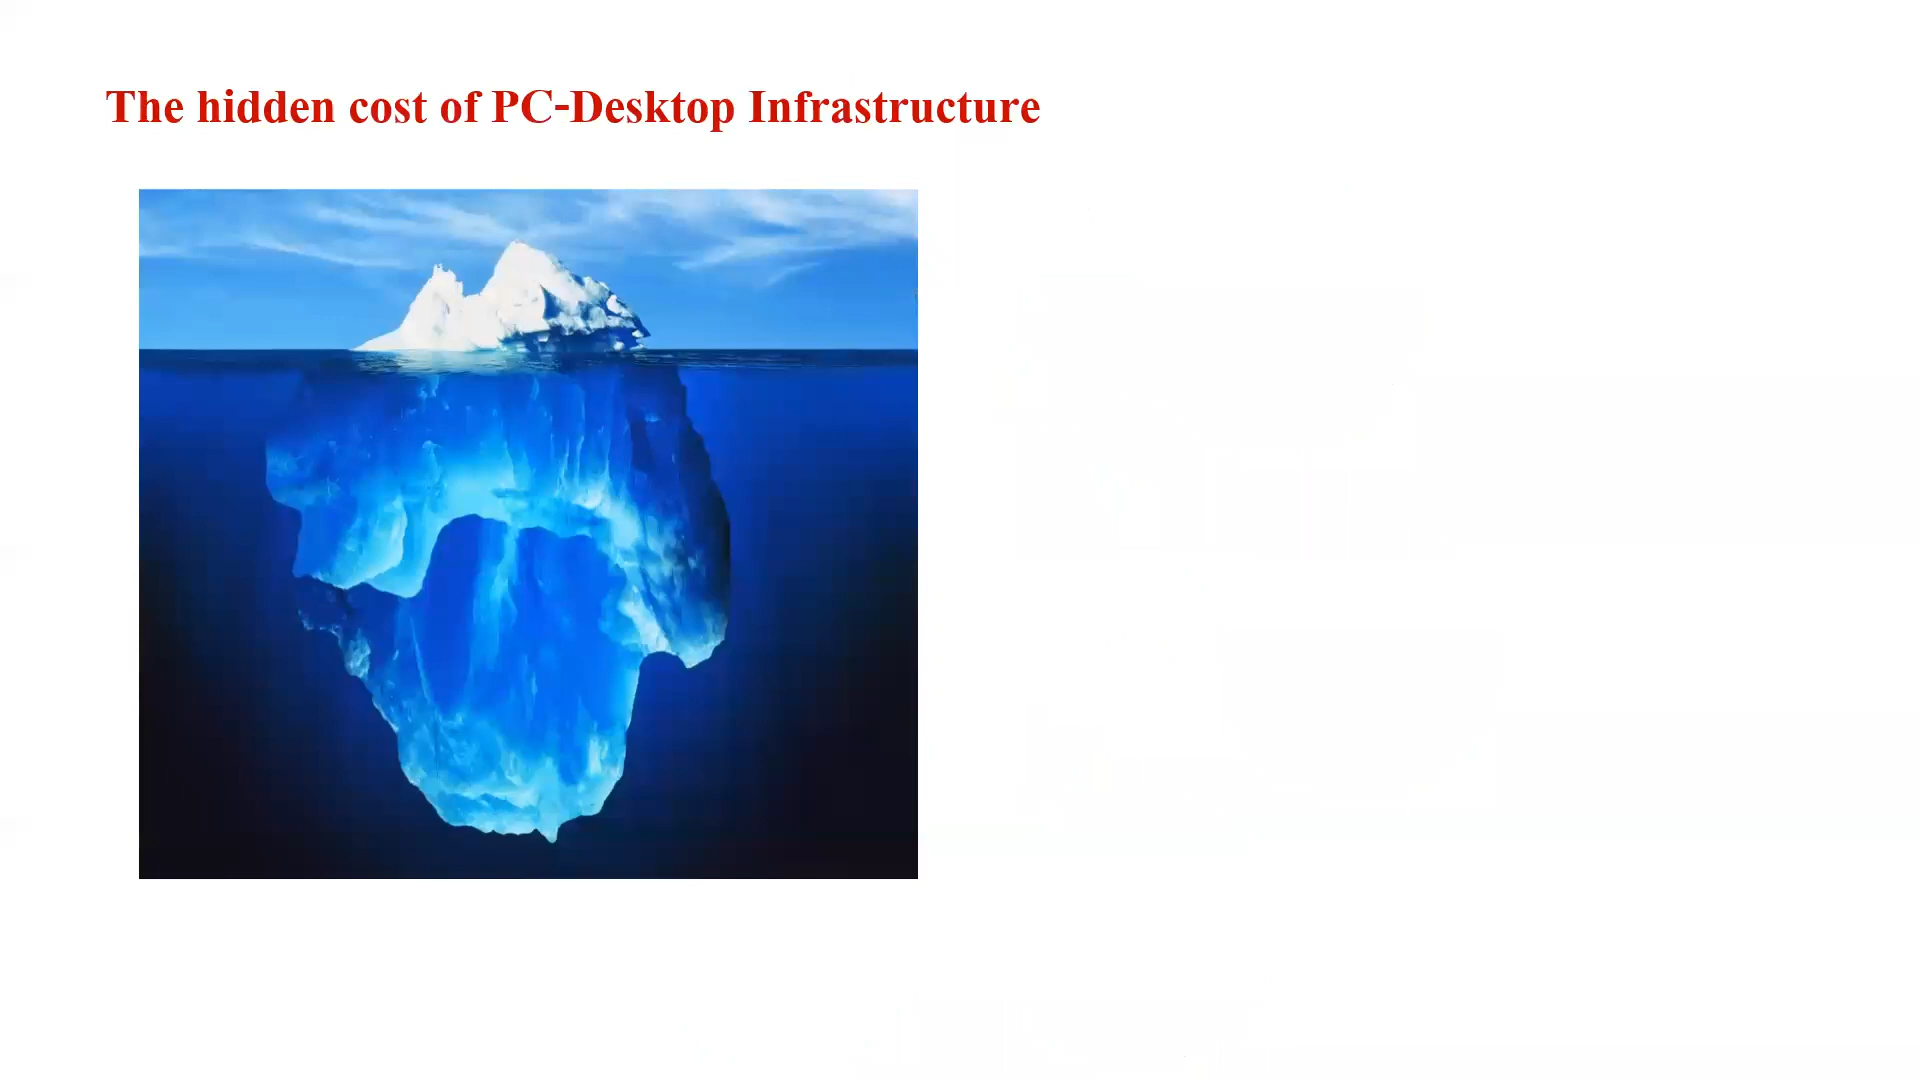 The hidden cost of PC-Desktop Infrastructure